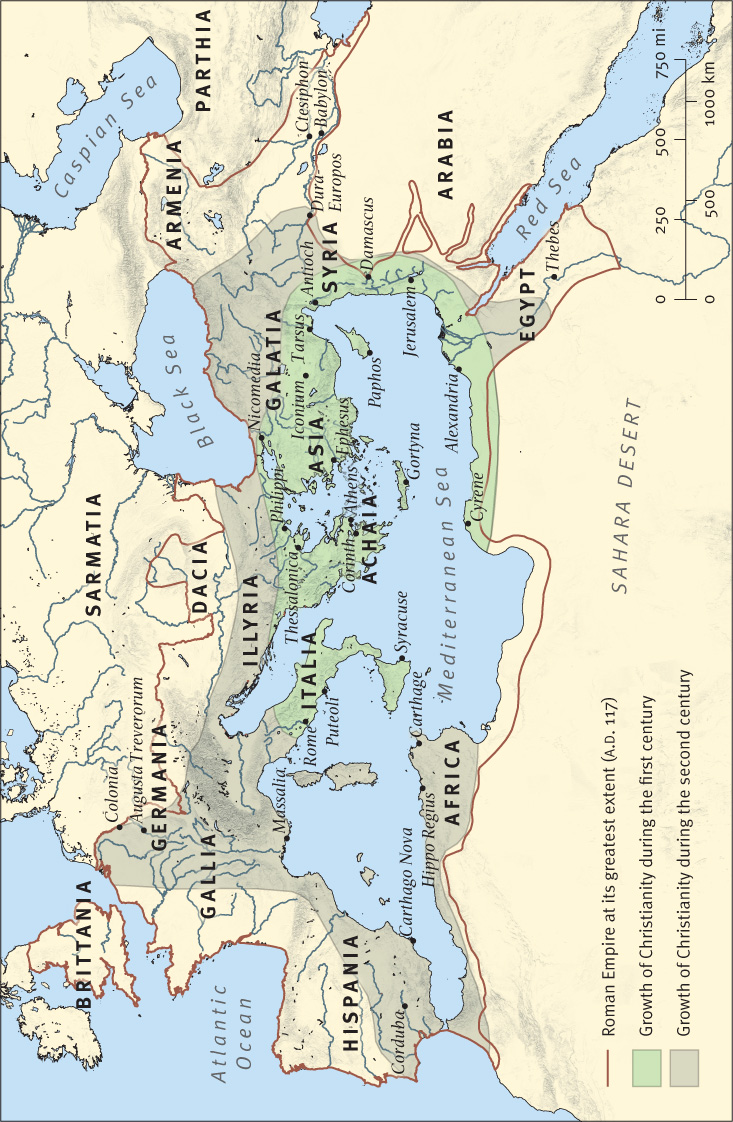 BRITTANIA
Atlantic
Ocean
Colonia
Augusta Treverorum
GERMANIA
GALLIA
Massalia
HISPANIA
Corduba
Carthago Nova
SARMATIA
DACIA
ILLYRIA
ITALIA
Rome
Puteoli
Syracuse
Carthage
Hippo Regius
AFRICA
Mediterranean Sea
Black Sea
Caspian Sea
ARMENIA
PARTHIA
Nicomedia
GALATIA
Philippi
Thessalonica
Corinth
Athens
ACHAIA
ASIA
Ephesus
Iconium
Tarsus
Antioch
SYRIA
Dura-
Europos
Ctesiphon
Babylon
Damascus
Paphos
Gortyna
Jerusalem
Alexandria
Cyrene
ARABIA
EGYPT
Thebes
Red Sea
SAHARA DESERT
Roman Empire at its greatest extent (A.D. 117)
Growth of Christianity during the first century
Growth of Christianity during the second century
0 250 500 750 mi
0 500 1000 km